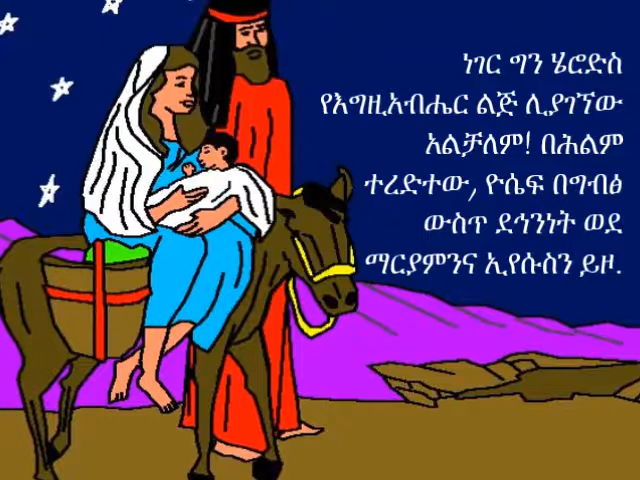 ነገር ግን ሄሮድስ
የእግዚአብሔር ልጅ ሊያገኘው
አልቻለም! በሕልም
ተረድተው, ዮሴፍ በግብፅ
ውስጥ ደኅንነት ወደ
ማርያምንና ኢየሱስን ይዞ.